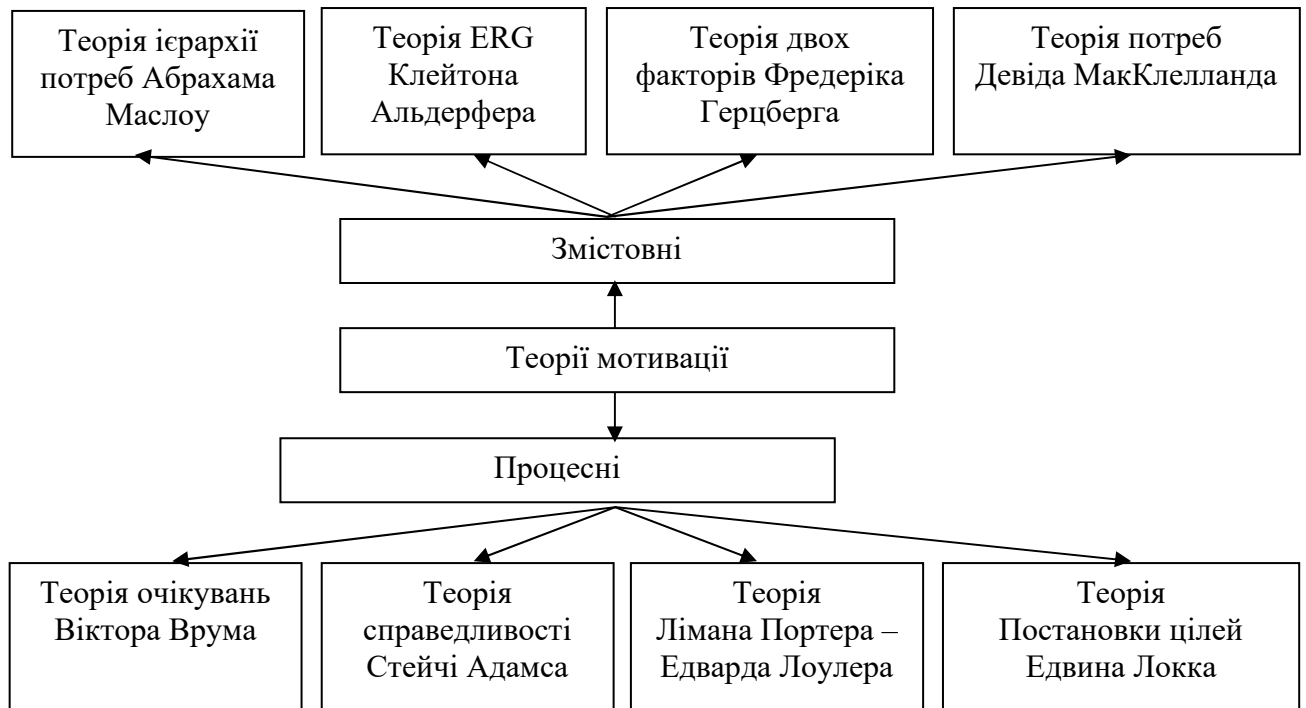 Теорія ієрархії
потреб Абрахама
Маслоу
Теорія ERG
Клейтона
Альдерфера
Теорія двох
факторів Фредеріка
Герцберга
Теорія потреб
Девіда МакКлелланда
Змістовні
Теорії мотивації
Процесні
Теорія очікувань
Віктора Врума
Теорія
справедливості
Стейчі Адамса
Теорія
Лімана Портера –
Едварда Лоулера
Теорія
Постановки цілей
Едвина Локка